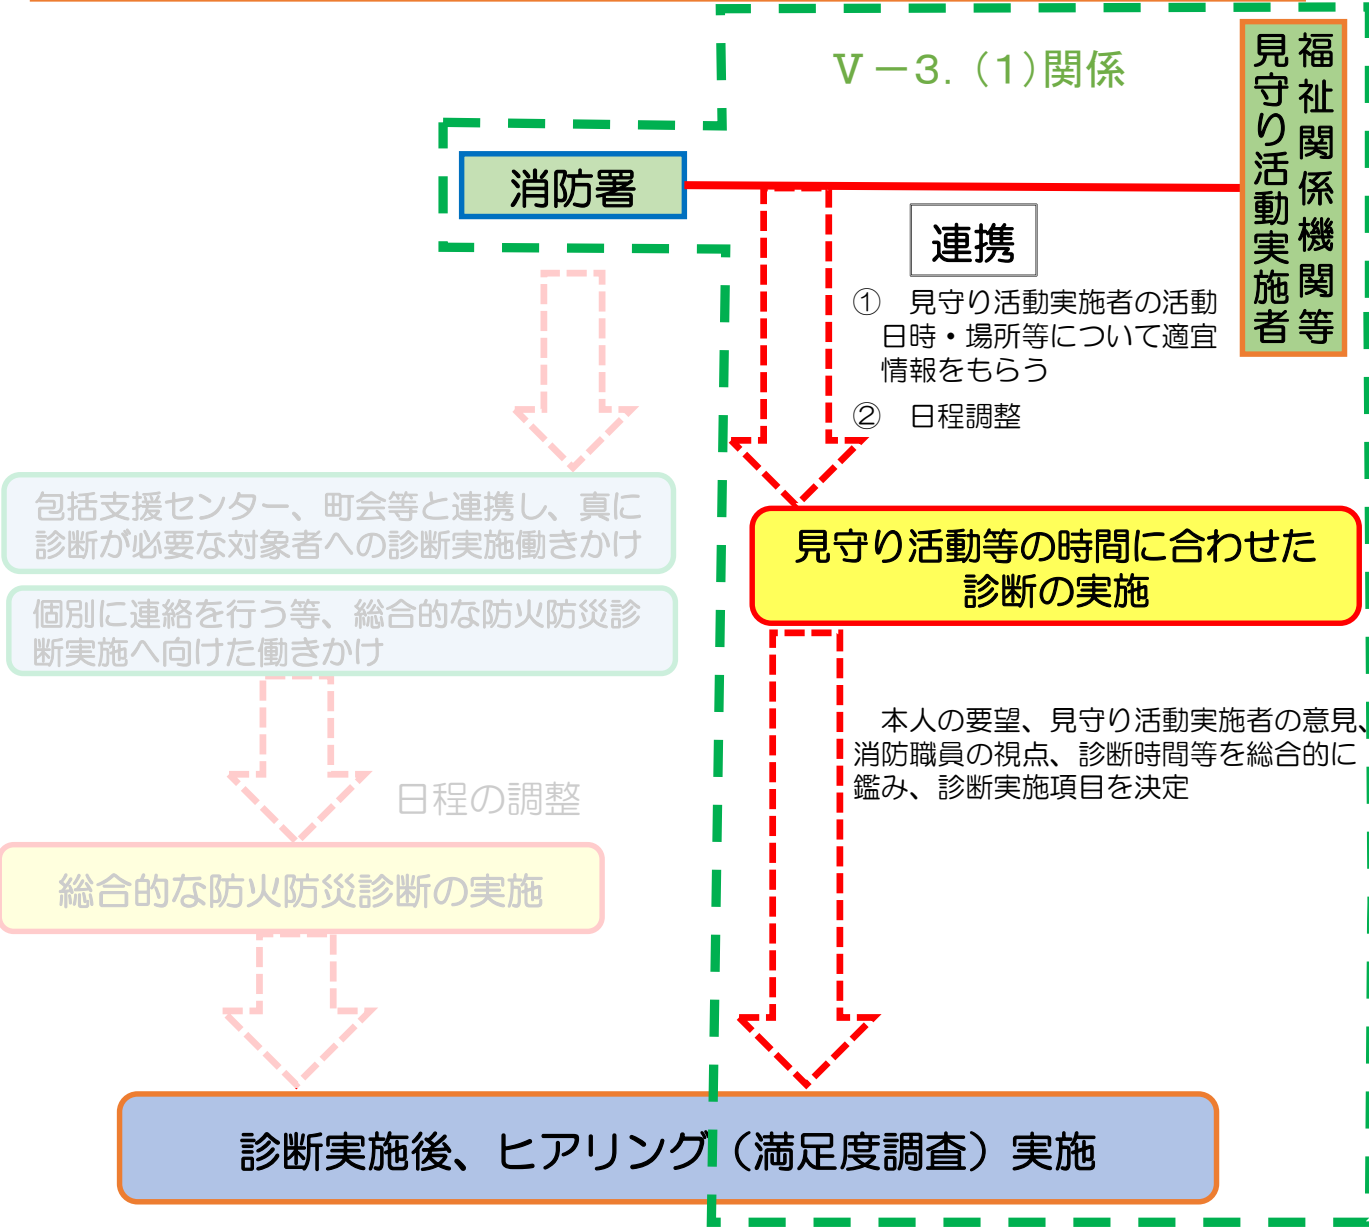 Ⅴ－３．（１）関係
福祉関係機関等
見守り活動実施者
消防署
連携
①　見守り活動実施者の活動
日時・場所等について適宜
情報をもらう
②　日程調整
包括支援センター、町会等と連携し、真に
診断が必要な対象者への診断実施働きかけ
個別に連絡を行う等、総合的な防火防災診
断実施へ向けた働きかけ
見守り活動等の時間に合わせた
診断の実施
本人の要望、見守り活動実施者の意見、
消防職員の視点、診断時間等を総合的に
鑑み、診断実施項目を決定
日程の調整
総合的な防火防災診断の実施
診断実施後、ヒアリング（満足度調査）実施